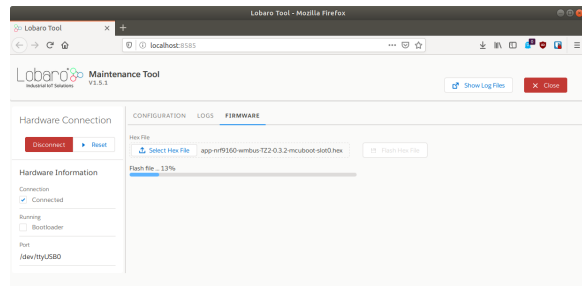 Lobaro Tool - Mozilla Firefox
Lobaro Tool
localhost:8585
Lobaro
Industrial IoT Solutions
Maintenance Tool
V1.5.1
Show Log Files
Close
Hardware Connection
CONFIGURATION LOGS FIRMWARE
Hex File
Disconnect Reset
Select Hex File app-nrf9160-wmbus-TZ2-0.3.2-mcuboot-slot0.hex Flash Hex File
Flash file ... 13%
Hardware Information
Connection
Connected
Running
Bootloader
Port
/dev/ttyUSB0